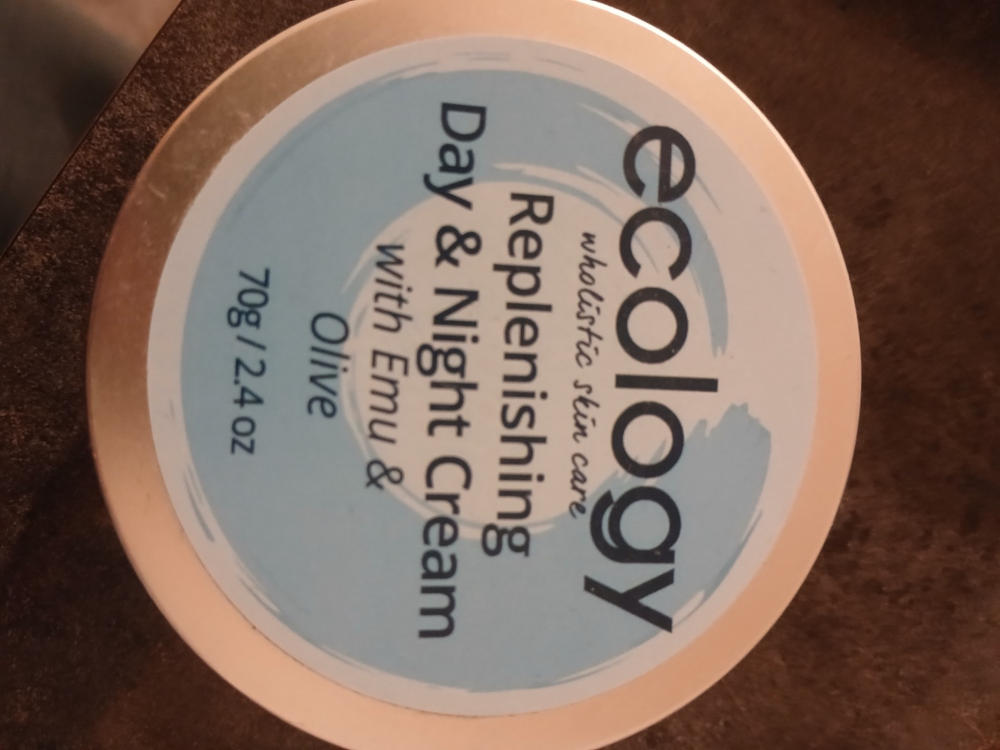 ecology
wholistic skin care
Replenishing
Day & Night Cream
with Emu &
Olive
70g / 2.4 oz